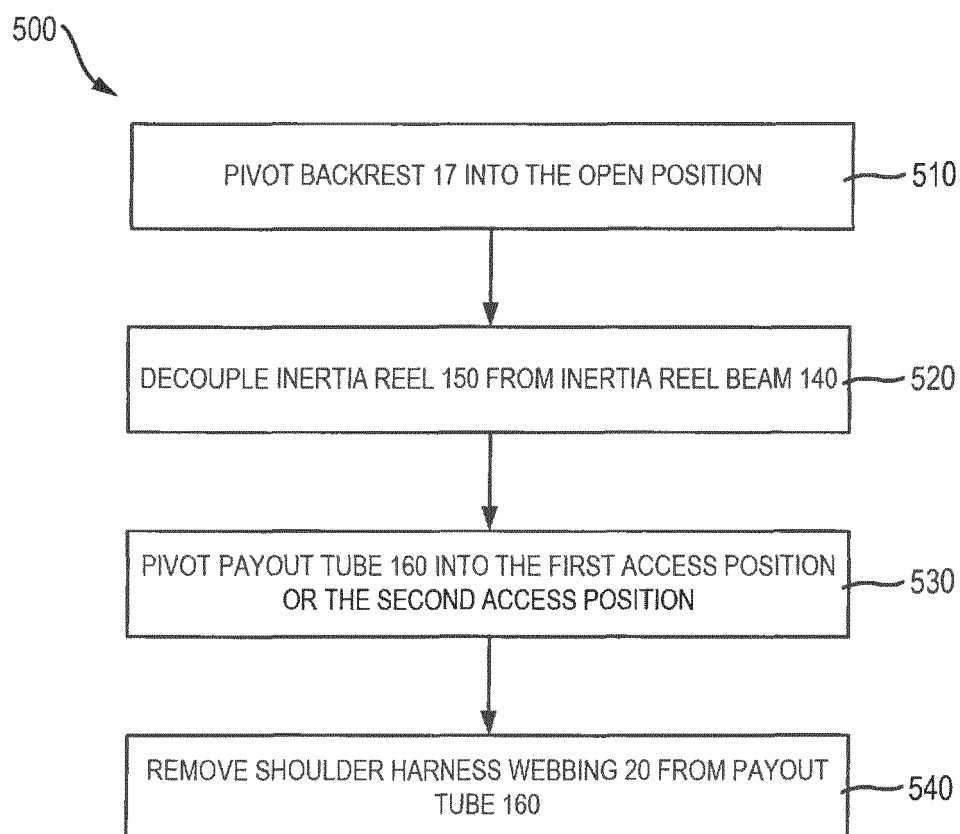 500
PIVOT BACKREST 17 INTO THE OPEN POSITION
510
DECOUPLE INERTIA REEL 150 FROM INERTIA REEL BEAM 140
520
PIVOT PAYOUT TUBE 160 INTO THE FIRST ACCESS POSITION
OR THE SECOND ACCESS POSITION
530
REMOVE SHOULDER HARNESS WEBBING 20 FROM PAYOUT
TUBE 160
540